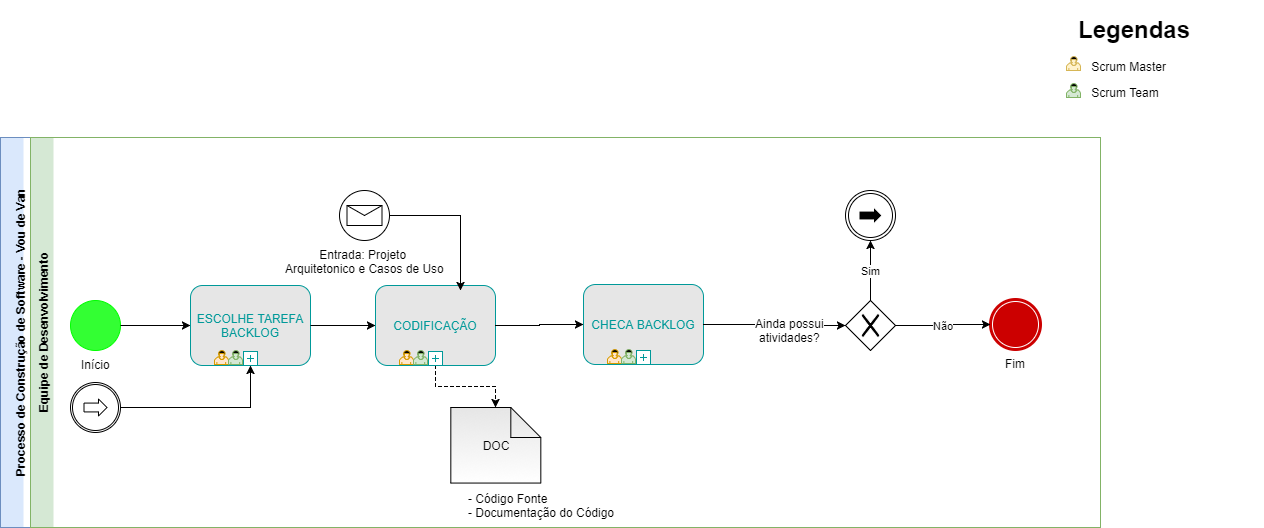 Legendas
Scrum Master
Scrum Team
Processo de Construção de Software - Vou de Van
Equipe de Desenvolvimento
Entrada: Projeto
Arquitetonico e Casos de Uso
Sim
ESCOLHE TAREFA
BACKLOG
CODIFICAÇÃO
CHECA BACKLOG
Ainda possui
atividades?
Não
Início
Fim
DOC
- Código Fonte
- Documentação do Código